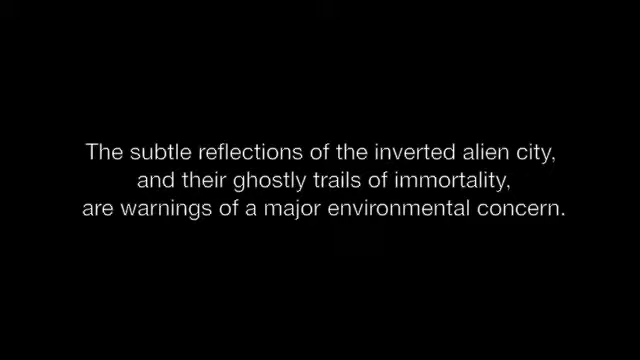 The subtle reflections of the inverted alien city,
and their ghostly trails of immortality,
are warnings of a major environmental concern.